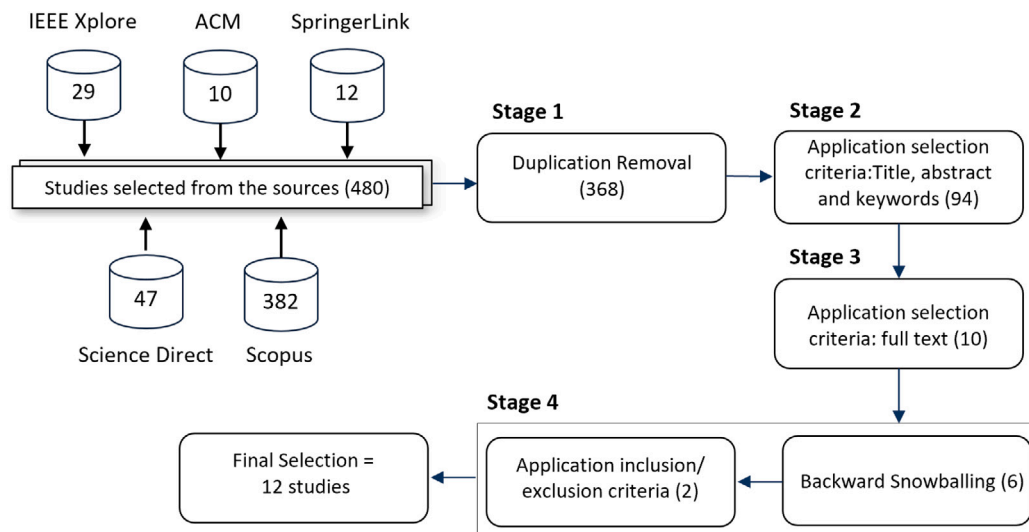 IEEE Xplore
ACM
SpringerLink
29
10
12
Studies selected from the sources (480)
47
382
Science Direct
Scopus
Stage 1
Duplication Removal
(368)
Stage 2
Application selection
criteria:Title, abstract
and keywords (94)
Stage 3
Application selection
criteria: full text (10)
Stage 4
Backward Snowballing (6)
Application inclusion/
exclusion criteria (2)
Final Selection =
12 studies